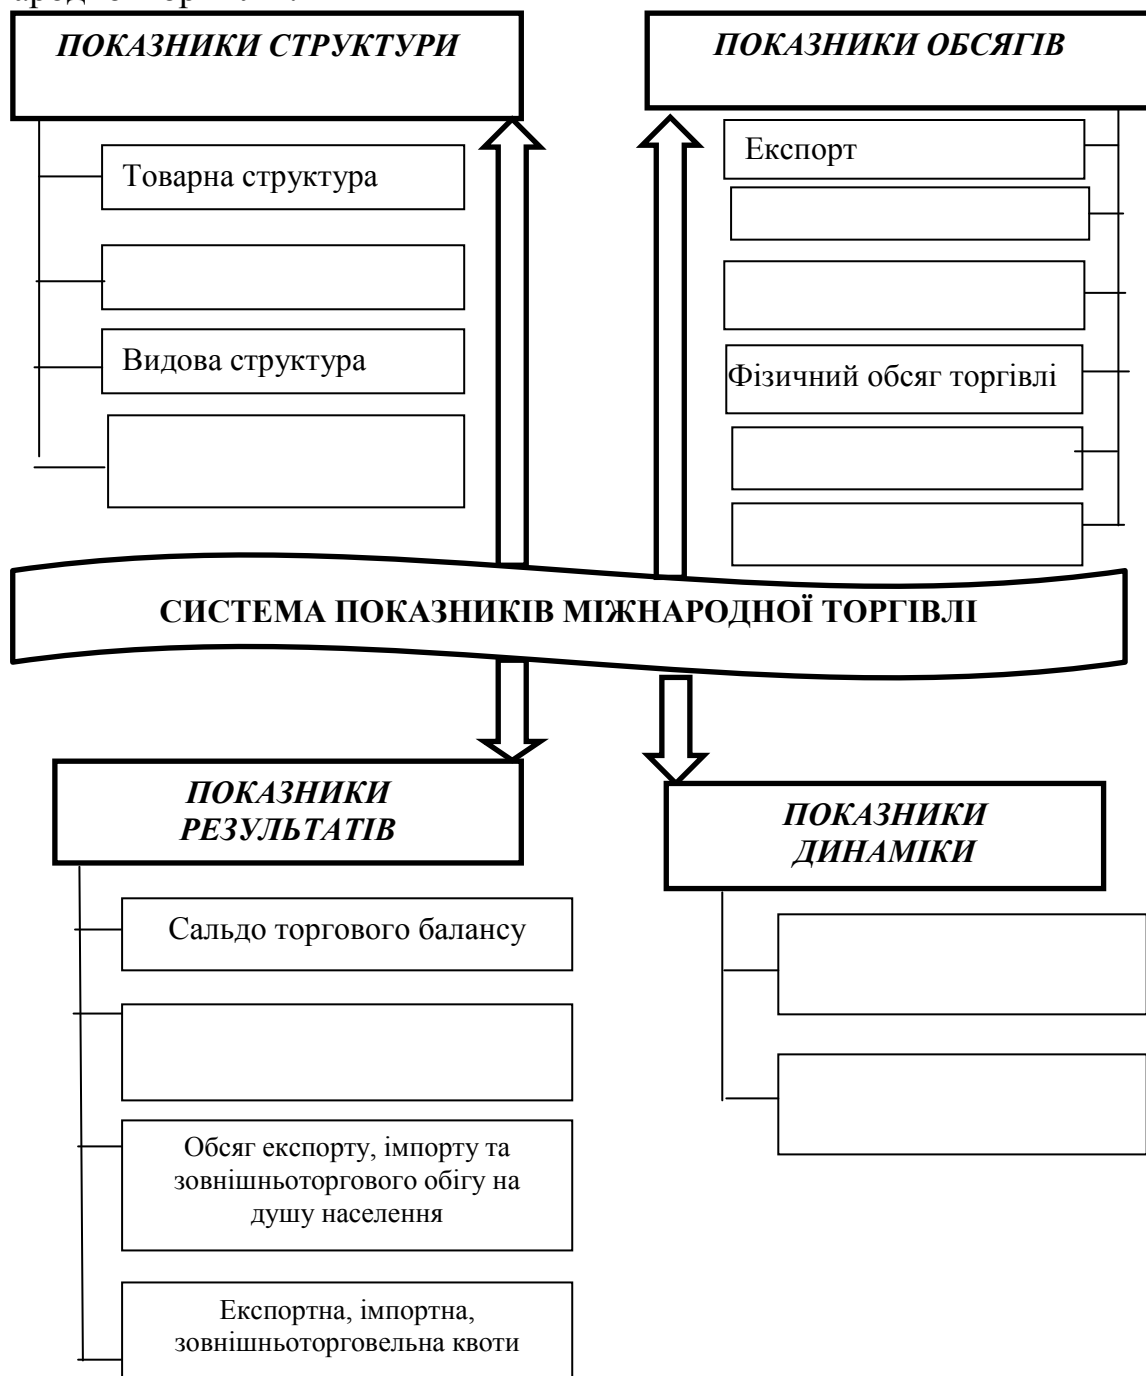 ПОКАЗНИКИ СТРУКТУРИ
Товарна структура
Видова структура
ПОКАЗНИКИ ОБСЯГІВ
Експорт
Фізичний обсяг торгівлі
СИСТЕМА ПОКАЗНИКІВ МІЖНАРОДНОЇ ТОРГІВЛІ
ПОКАЗНИКИ
РЕЗУЛЬТАТІВ
Сальдо торгового балансу
Обсяг експорту, імпорту та
зовнішньоторгового обігу на
душу населення
Експортна, імпортна,
зовнішньоторговельна квоти
ПОКАЗНИКИ
ДИНАМІКИ